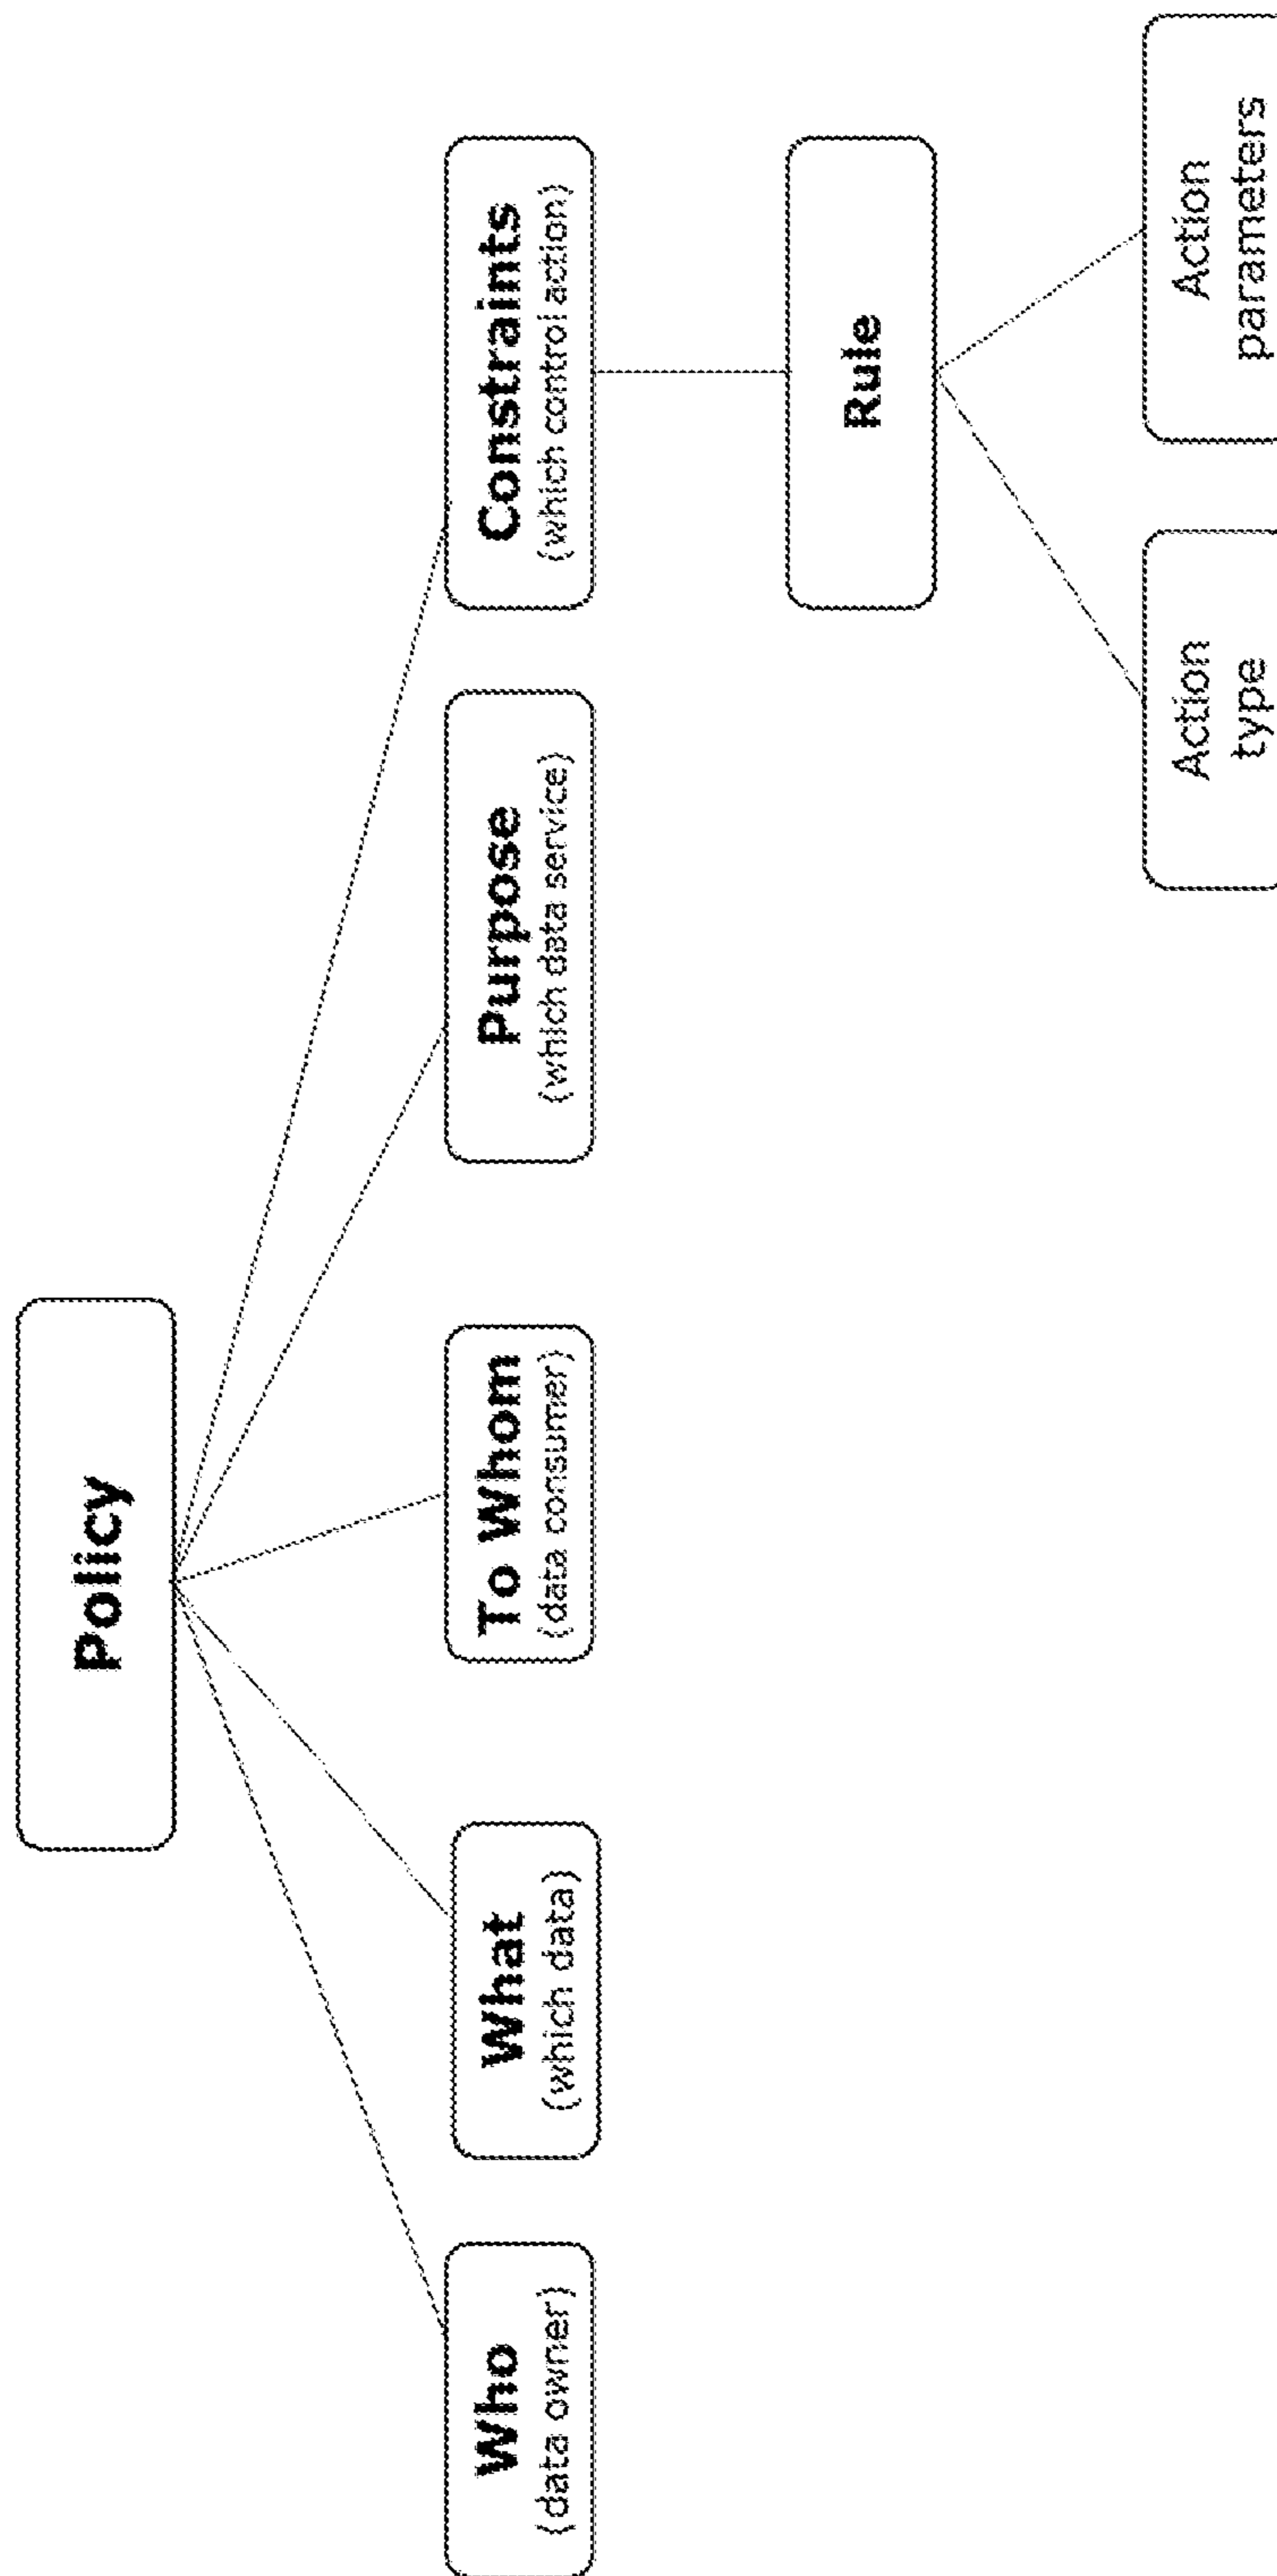 Policy
Who
(data owner)
What
(which data)
To Whom
(data consumer)
Purpose
(which data service)
Constraints
(which control action)
Rule
Action
type
Action
parameters